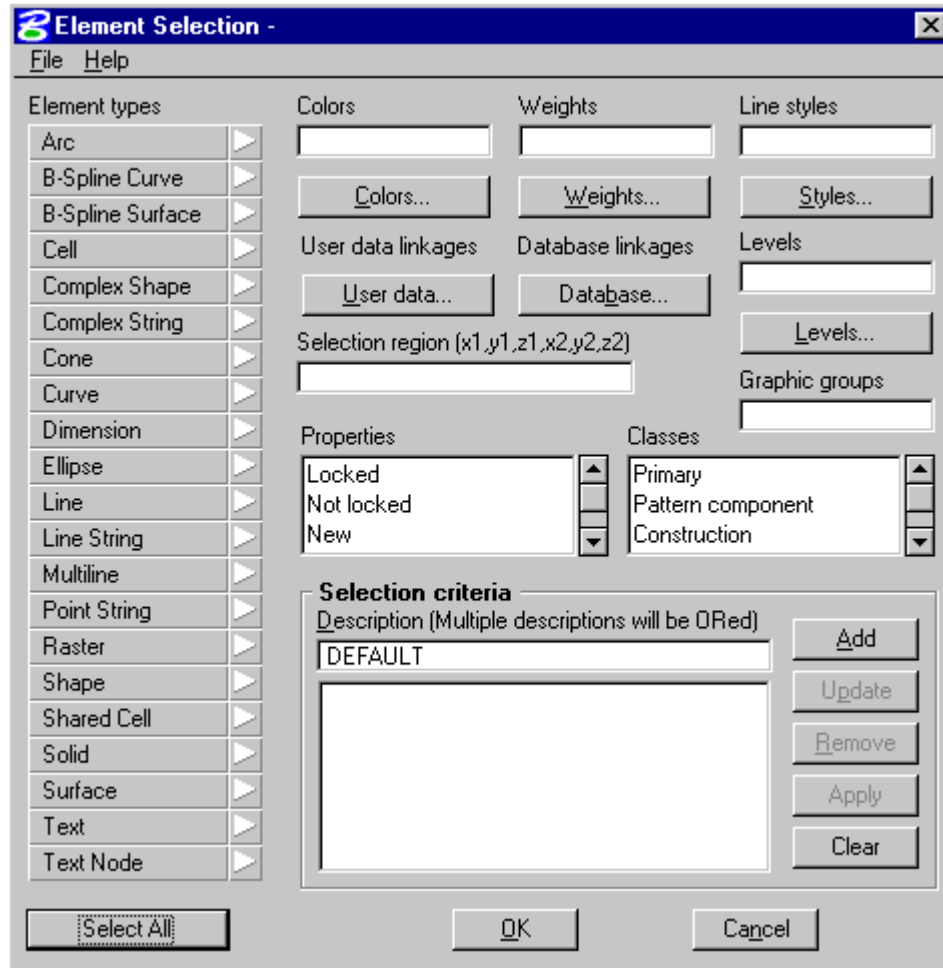 Element Selection -
File Help
Element types
Arc
B-Spline Curve
B-Spline Surface
Cell
Complex Shape
Complex String
Cone
Curve
Dimension
Ellipse
Line
Line String
Multiline
Point String
Raster
Shape
Shared Cell
Solid
Surface
Text
Text Node
Select All
Colors
Weights
Line styles
Colors...
Weights...
Styles...
User data linkages
Database linkages
Levels
User data...
Database...
Levels...
Selection region (x1,y1,z1,x2,y2,z2)
Graphic groups
Properties
Locked
Not locked
New
Classes
Primary
Pattern component
Construction
Selection criteria
Description (Multiple descriptions will be ORed)
DEFAULT
Add
Update
Remove
Apply
Clear
OK
Cancel